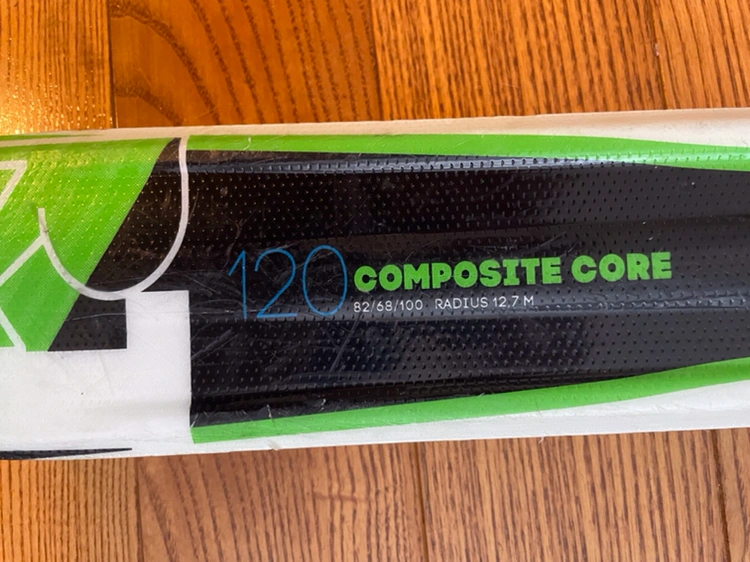 120 COMPOSITE CORE
82/68/100 RADIUS 12.7 M